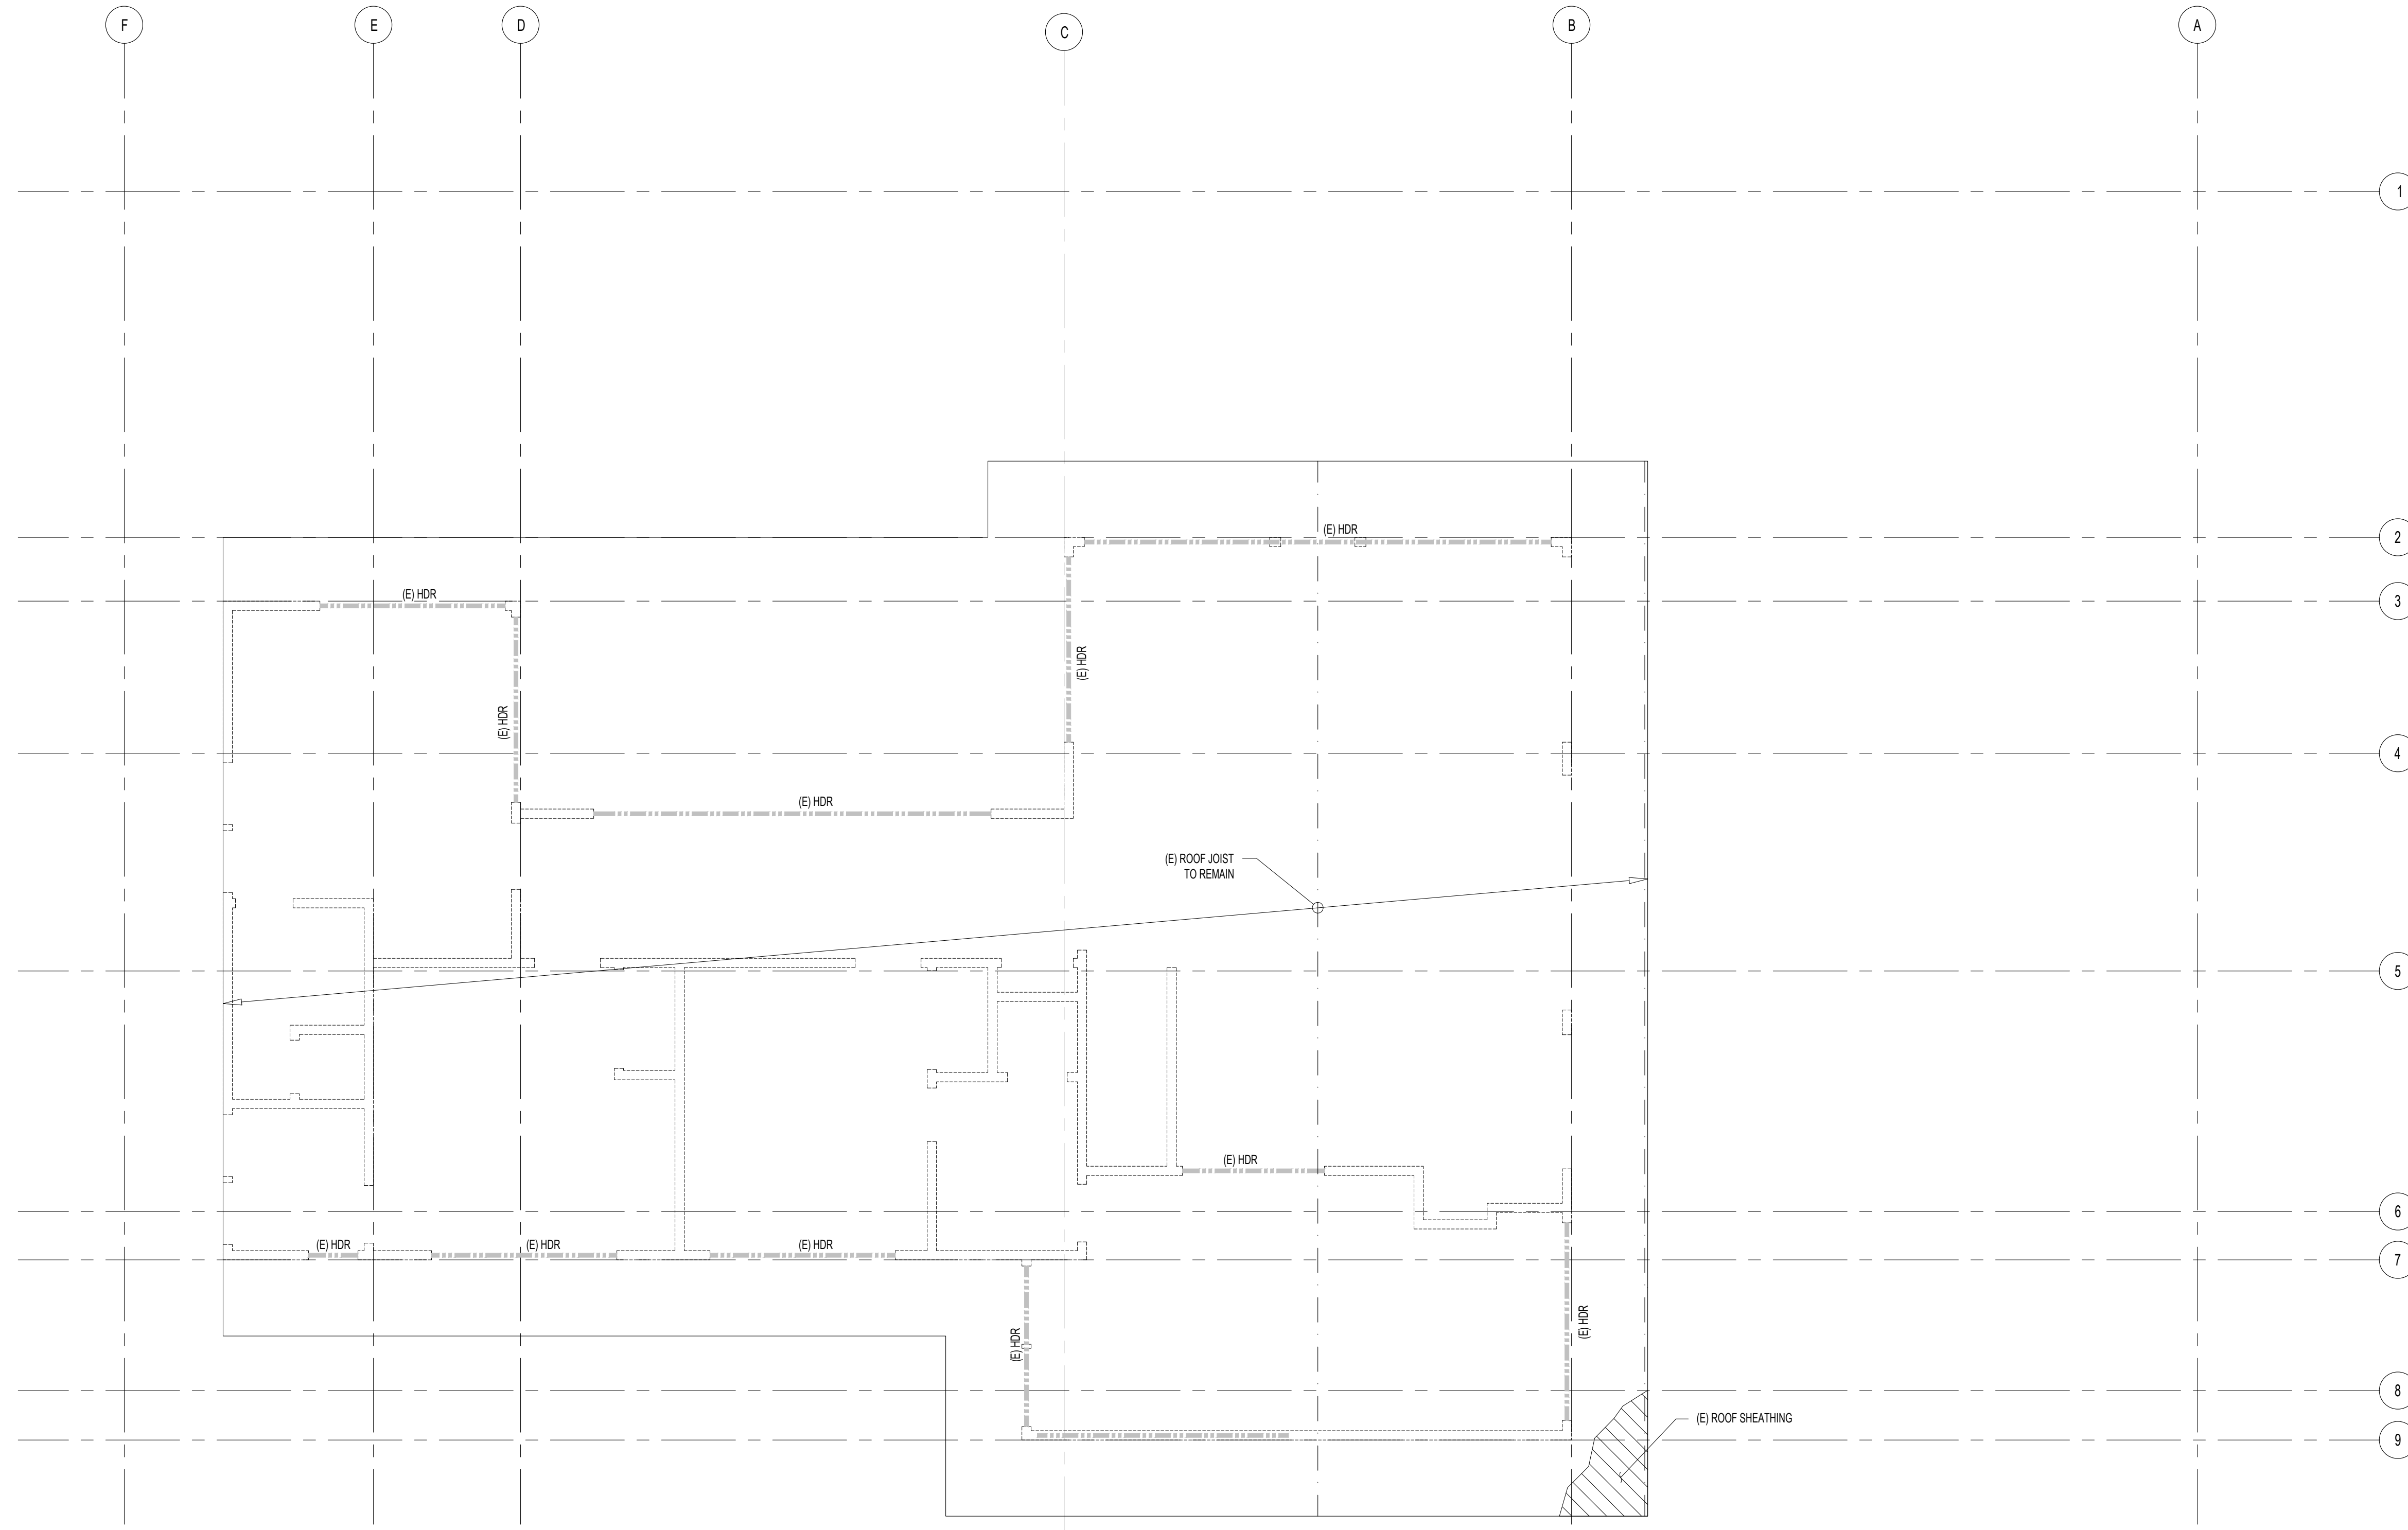 F
E
D
C
B
A
1
2
(E) HDR
3
(E) HDR
(E) HDR
(E) HDR
4
(E) HDR
(E) ROOF JOIST
TO REMAIN
5
(E) HDR
6
(E) HDR
(E) HDR
(E) HDR
7
(E) HDR
(E) HDR
8
(E) ROOF SHEATHING
9